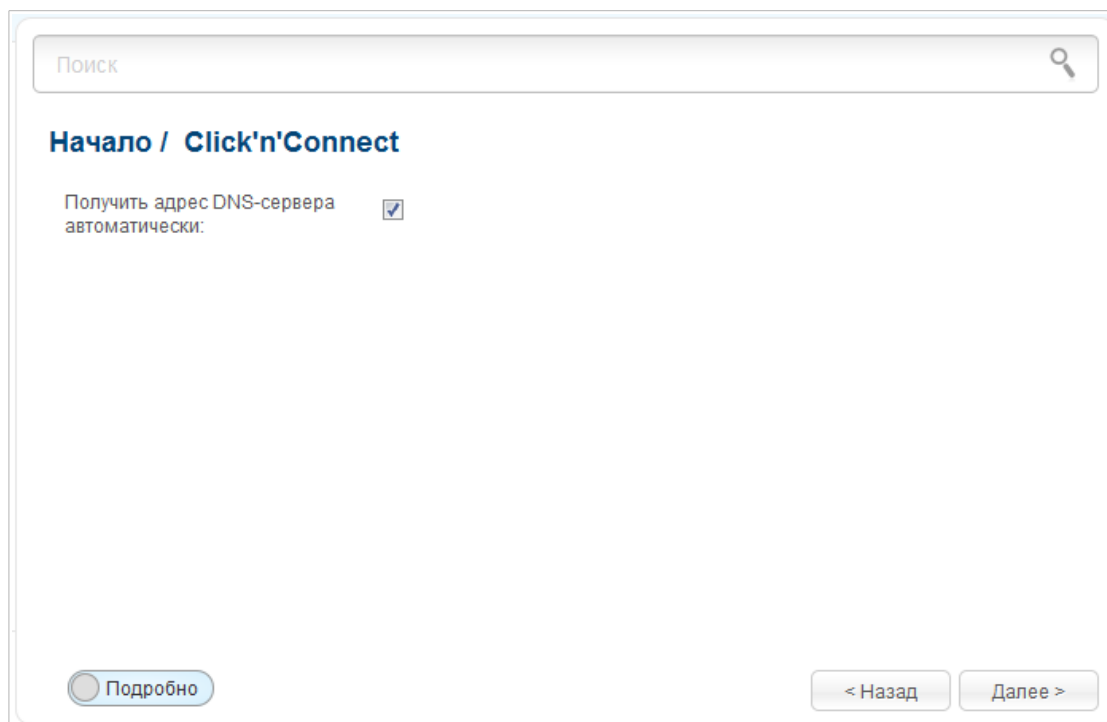 Поиск
Начало / Click'n'Connect
Получить адрес DNS-сервера
автоматически:
Подробно
< Назад
Далее >